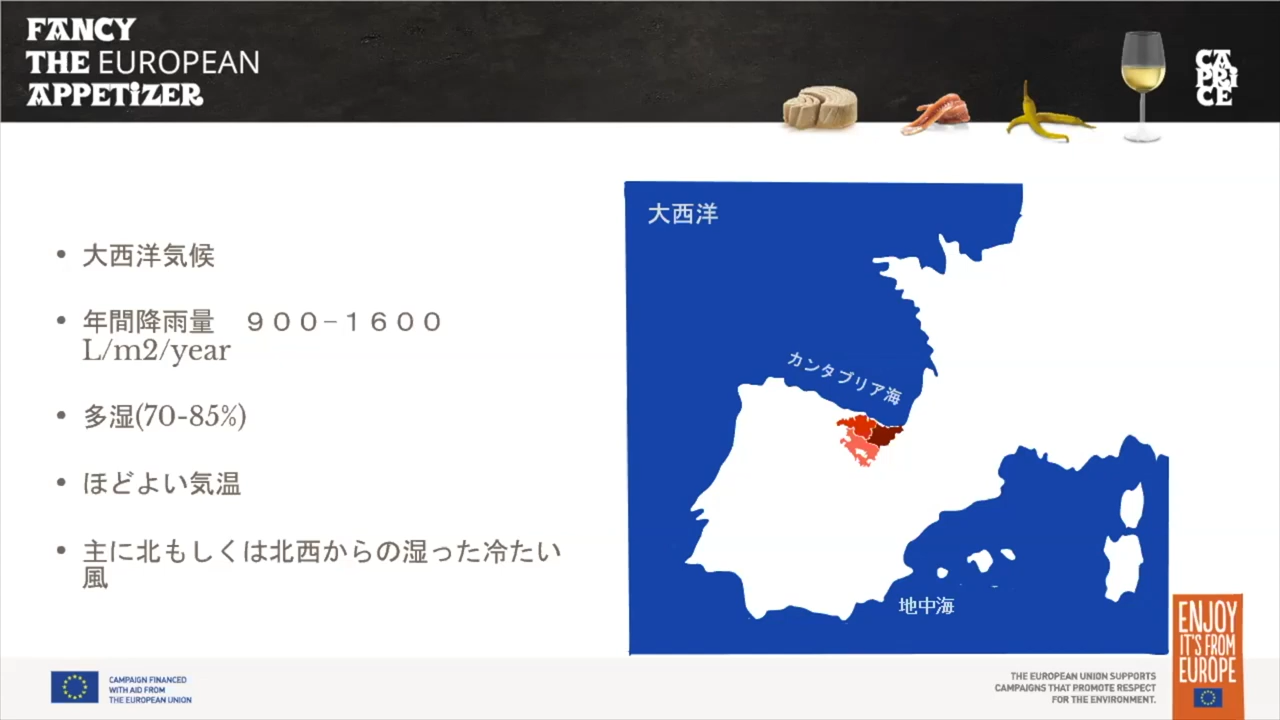 FANCY
THE EUROPEAN
APPETiZER
CA
PRI
CE
• 大西洋気候
• 年間降雨量　９００−１６００
L/m2/year
• 多湿(70-85%)
• ほどよい気温
• 主に北もしくは北西からの湿った冷たい
風
大西洋
カンタブリア海
地中海
CAMPAIGN FINANCED
WITH AID FROM
THE EUROPEAN UNION
THE EUROPEAN UNION SUPPORTS
CAMPAIGNS THAT PROMOTE RESPECT
FOR THE ENVIRONMENT.
ENJOY
IT'S FROM
EUROPE